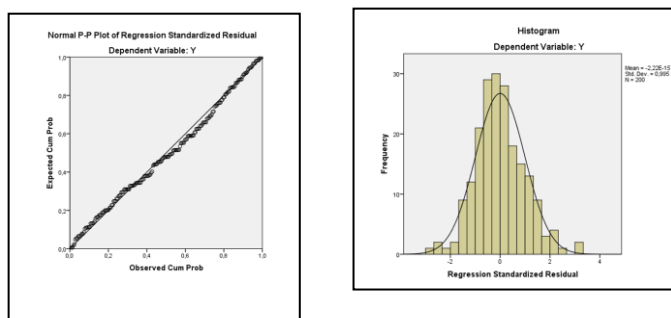 Normal P-P Plot of Regression Standardized Residual
Dependent Variable: Y
1,0
0,8
0,6
0,4
0,2
0,0
0,0 0,2 0,4 0,6 0,8 1,0
Expected Cum Prob
Observed Cum Prob
Histogram
Dependent Variable: Y
Mean = -2,22E-15
Std. Dev. = 0,995
N = 200
30
20
10
0
-2 0 2 4
Frequency
Regression Standardized Residual